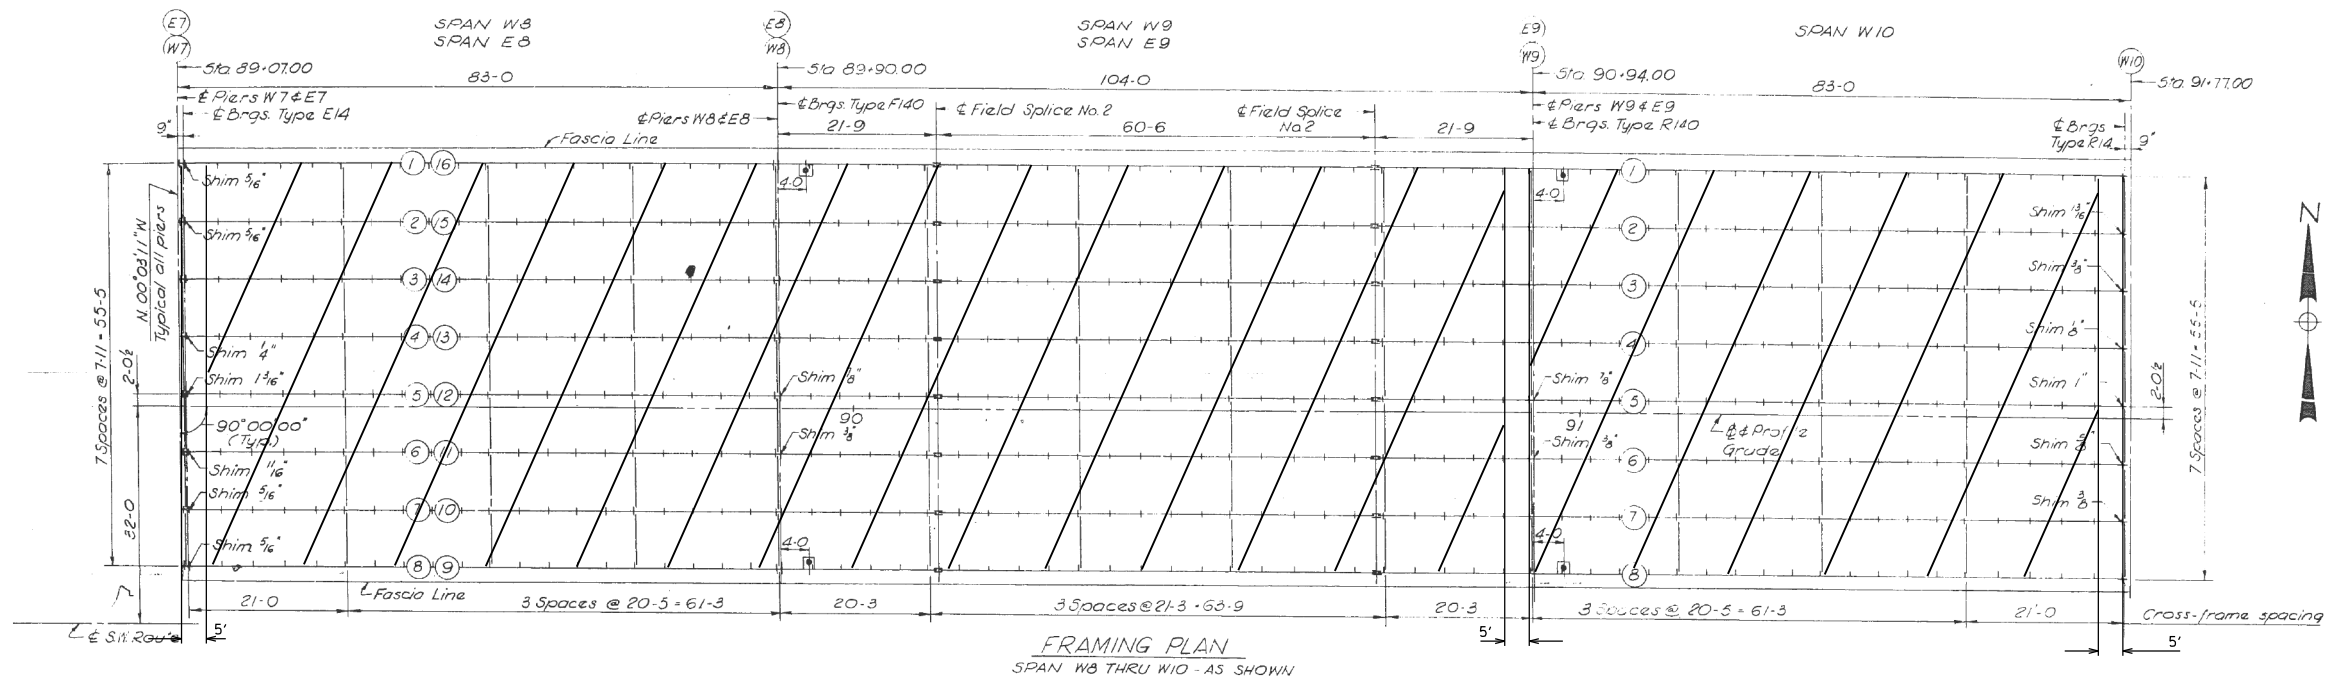 E7
W7
SPAN W8
SPAN E8
E8
W8
SPAN W9
SPAN E9
E9
W9
SPAN W10
W10
Sta. 89+07.00
83-0
Sta 89+90.00
104-0
Sta 90+94.00
83-0
Sta. 91+77.00
℄ Piers W7 & E7
℄ Brgs. Type E14
9"
℄ Piers W8 & E8
℄ Brgs. Type F140
21-9
℄ Field Splice No. 2
60-6
℄ Field Splice
No 2
21-9
℄ Piers W9 & E9
℄ Brgs. Type R140
℄ Brgs
Type R14
9"
Fascia Line
1
16
1
Shim 5/16"
4-0
4-0
2
15
2
Shim 5/16"
Shim 13/16"
N. 00°03'11" W
Typical all piers
N
3
14
3
Shim 3/8"
4
13
4
Shim 1/4"
Shim 1/8"
7 Spaces @ 7-11 = 55-5
2-0½
Shim 1 3/16"
5
12
Shim 7/8"
Shim 7/8"
5
Shim 1"
2-0½
7 Spaces @ 7-11 = 55-5
90°00'00"
(Typ.)
90
91
℄ & Profile
Grade
6
11
Shim 3/8"
Shim 3/8"
6
Shim 11/16"
Shim 5/16"
7
10
7
Shim 3/8"
32-0
Shim 5/16"
4-0
4-0
8
9
8
Fascia Line
21-0
3 Spaces @ 20-5 = 61-3
20-3
3 Spaces @ 21-3 = 63-9
20-3
3 Spaces @ 20-5 = 61-3
21-0
Cross-frame spacing
℄ S.W. Route
5'
5'
5'
FRAMING PLAN
SPAN W8 THRU W10 - AS SHOWN